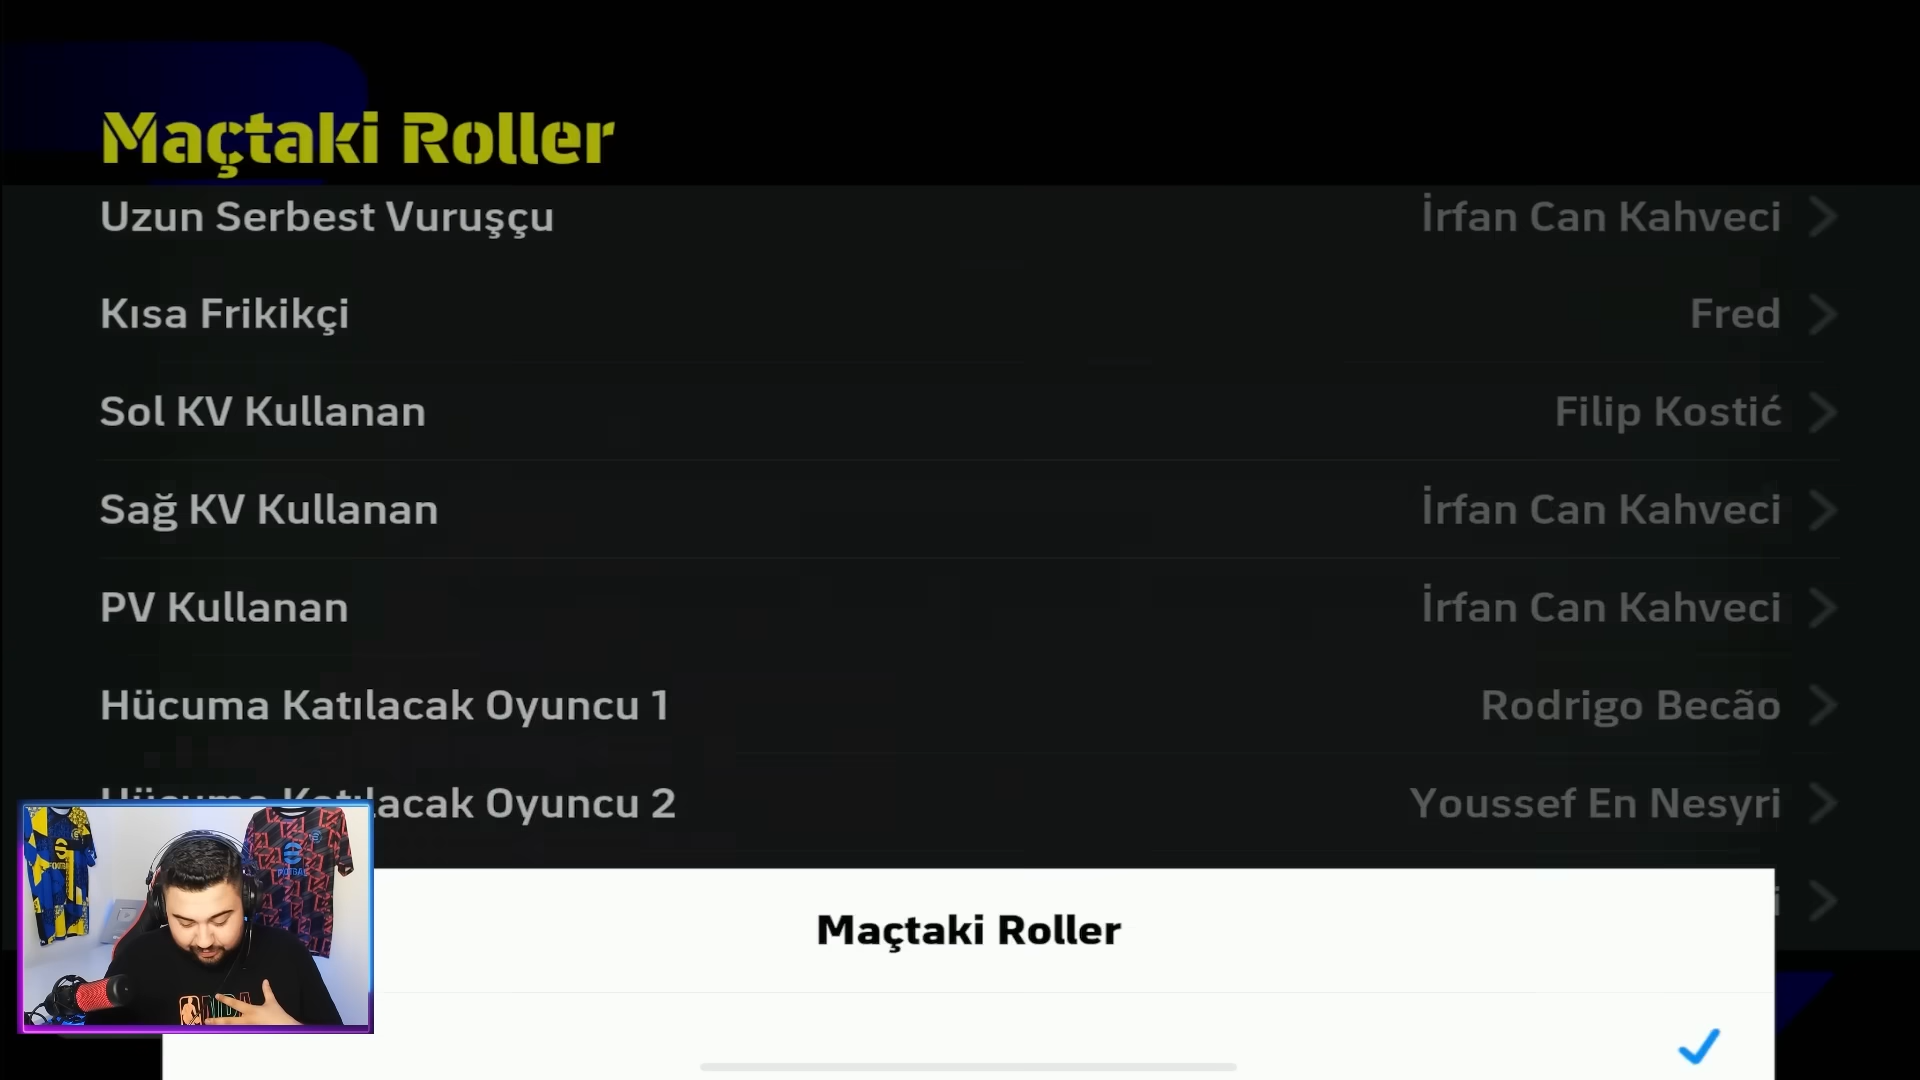 Maçtaki Roller
Uzun Serbest Vuruşçu İrfan Can Kahveci
Kısa Frikikçi Fred
Sol KV Kullanan Filip Kostić
Sağ KV Kullanan İrfan Can Kahveci
PV Kullanan İrfan Can Kahveci
Hücuma Katılacak Oyuncu 1 Rodrigo Becão
Hücuma Katılacak Oyuncu 2 Youssef En Nesyri
Maçtaki Roller